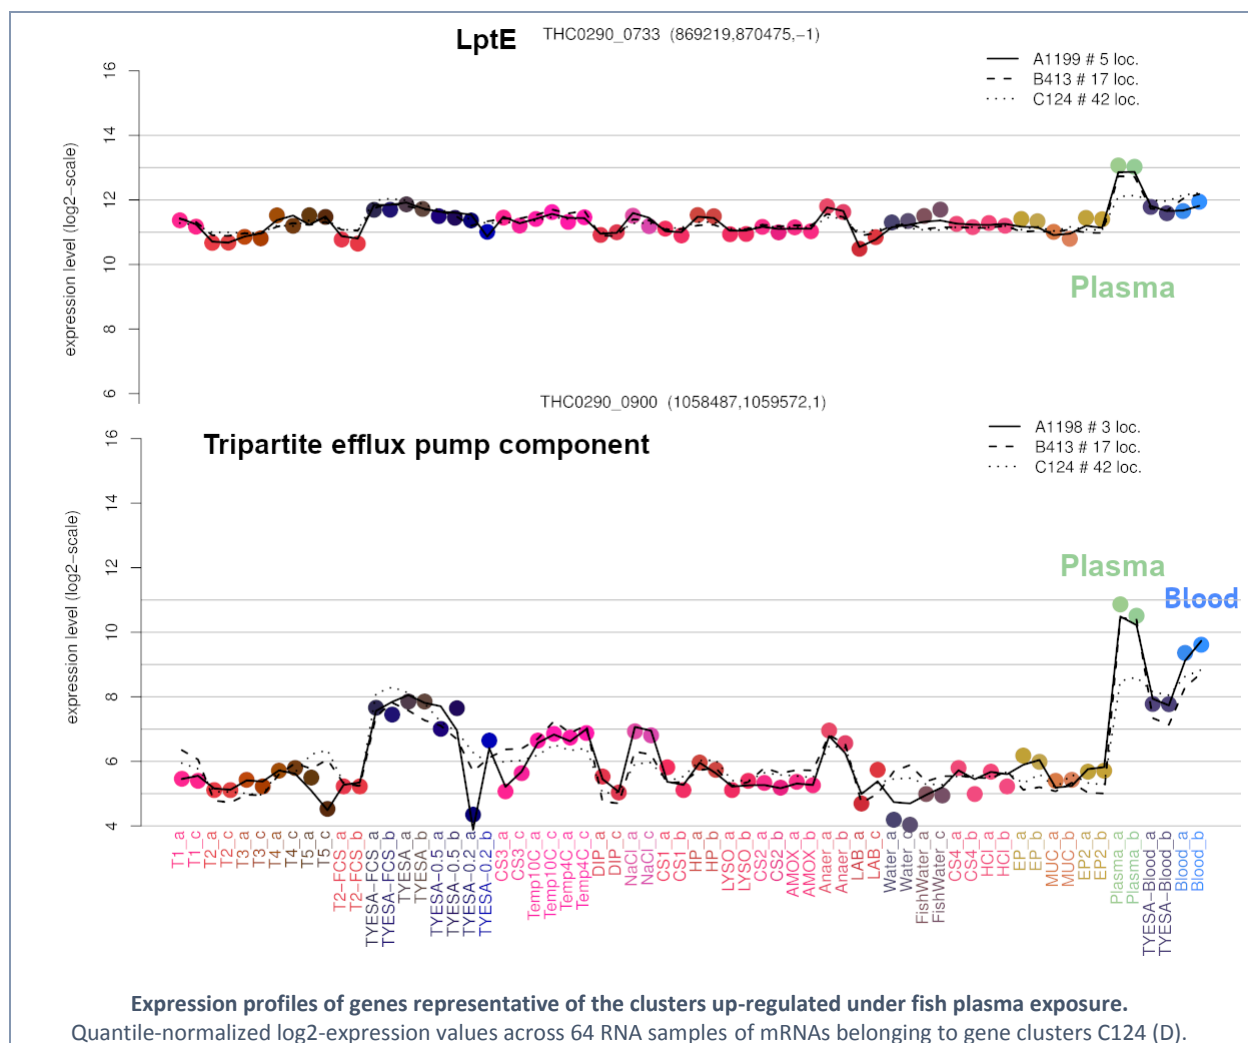 LptE THC0290_0733 (869219,870475,−1)
A1199 # 5 loc.
B413 # 17 loc.
C124 # 42 loc.
expression level (log2−scale)
16
14
12
10
8
6
Plasma
THC0290_0900 (1058487,1059572,1)
Tripartite efflux pump component
A1198 # 3 loc.
B413 # 17 loc.
C124 # 42 loc.
expression level (log2−scale)
16
14
12
10
8
6
4
Plasma
Blood
T1_a
T1_c
T2_a
T2_c
T3_a
T3_c
T4_a
T4_c
T5_a
T5_c
T2−FCS_a
T2−FCS_b
TYESA−FCS_a
TYESA−FCS_b
TYESA_a
TYESA_b
TYESA−0.5_a
TYESA−0.5_b
TYESA−0.2_a
TYESA−0.2_b
CS3_a
CS3_c
Temp10C_a
Temp10C_c
Temp4C_a
Temp4C_c
DIP_a
DIP_c
NaCl_a
NaCl_c
CS1_a
CS1_b
HP_a
HP_b
LYSO_a
LYSO_b
CS2_a
CS2_b
AMOX_a
AMOX_b
Anaer_a
Anaer_b
LAB_a
LAB_c
Water_a
Water_c
FishWater_a
FishWater_c
CS4_a
CS4_b
HCl_a
HCl_b
EP_a
EP_b
MUC_a
MUC_b
EP2_a
EP2_b
Plasma_a
Plasma_b
TYESA−Blood_a
TYESA−Blood_b
Blood_a
Blood_b
Expression profiles of genes representative of the clusters up-regulated under fish plasma exposure.
Quantile-normalized log2-expression values across 64 RNA samples of mRNAs belonging to gene clusters C124 (D).